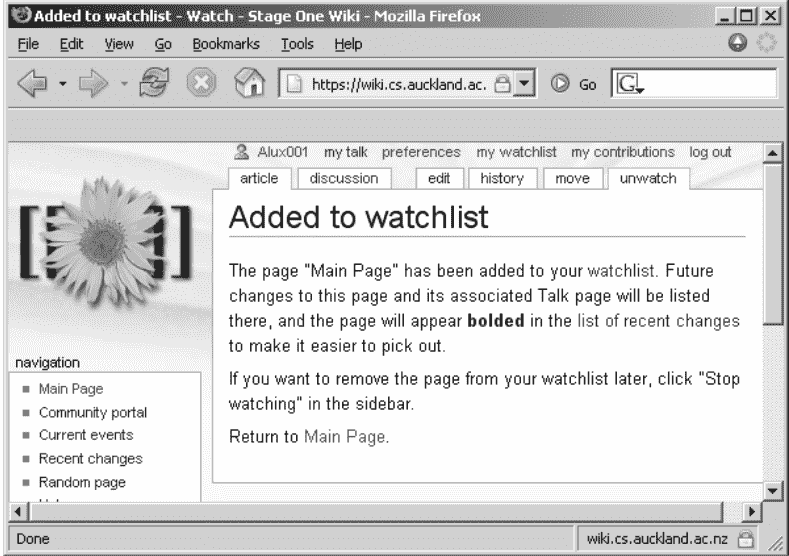 Added to watchlist - Watch - Stage One Wiki - Mozilla Firefox
File Edit View Go Bookmarks Tools Help
https://wiki.cs.auckland.ac. Go G
Alux001 my talk preferences my watchlist my contributions log out
article discussion edit history move unwatch
Added to watchlist
The page "Main Page" has been added to your watchlist. Future
changes to this page and its associated Talk page will be listed
there, and the page will appear bolded in the list of recent changes
to make it easier to pick out.
If you want to remove the page from your watchlist later, click "Stop
watching" in the sidebar.
Return to Main Page.
navigation
Main Page
Community portal
Current events
Recent changes
Random page
Done wiki.cs.auckland.ac.nz